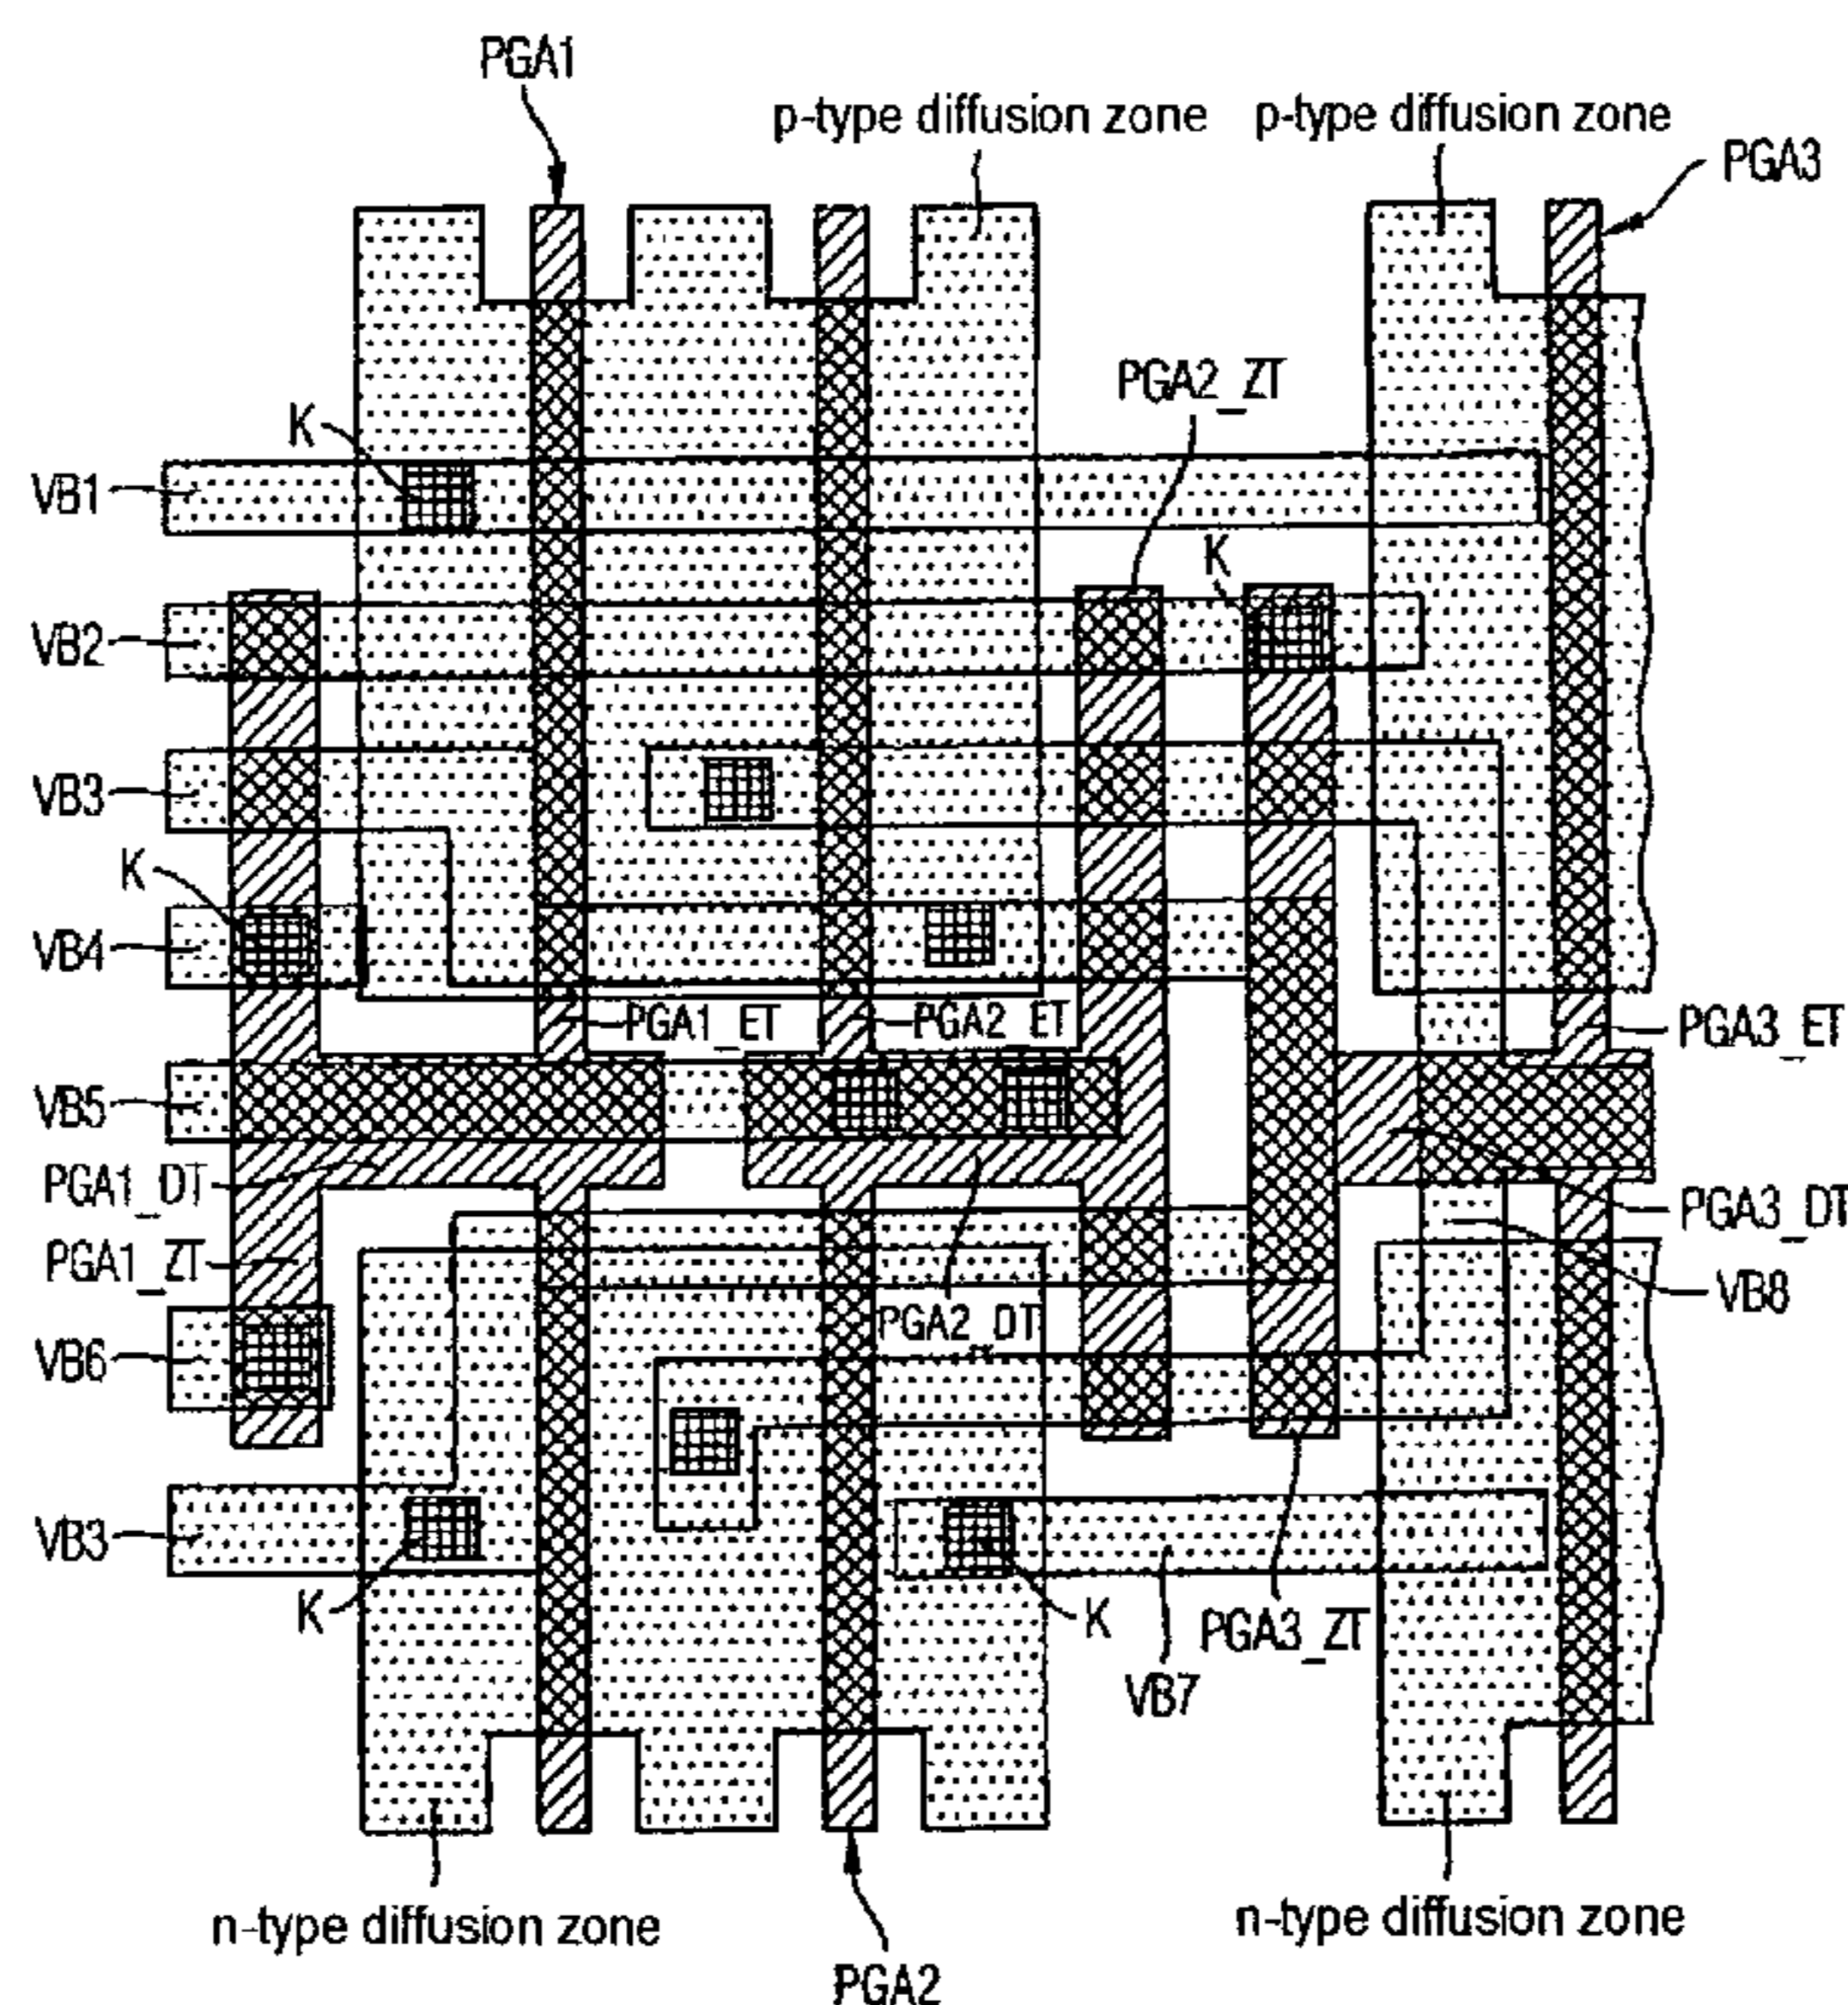 PGA1
p-type diffusion zone
p-type diffusion zone
PGA3
PGA2_ZT
K
VB1
K
VB2
VB3
K
VB4
PGA1_ET
PGA2_ET
PGA3_ET
VB5
PGA1_DT
PGA3_DT
PGA1_ZT
VB8
PGA2_DT
VB6
VB3
K
K
PGA3_ZT
VB7
n-type diffusion zone
n-type diffusion zone
PGA2